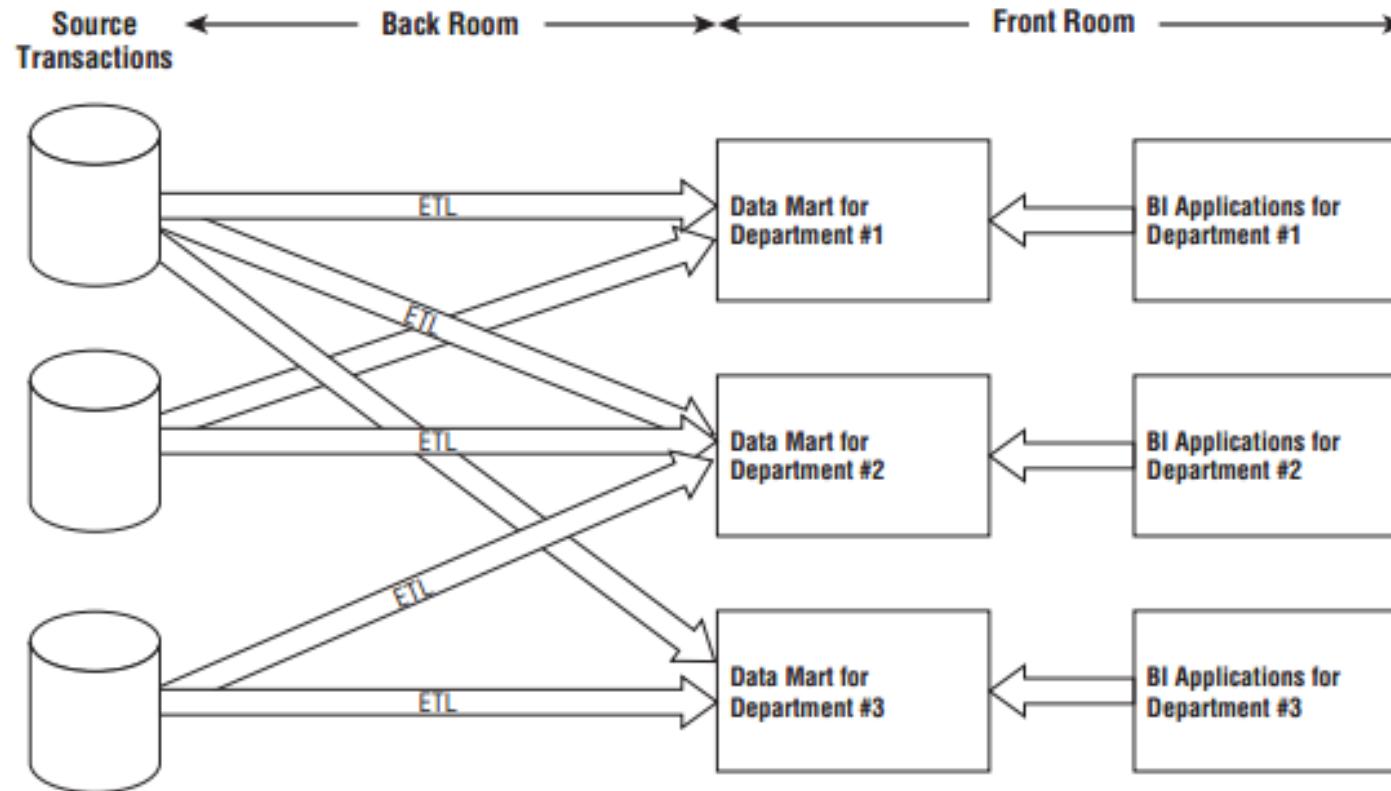 Source
Transactions
Back Room
Front Room
ETL
Data Mart for
Department #1
BI Applications for
Department #1
ETL
ETL
Data Mart for
Department #2
BI Applications for
Department #2
ETL
ETL
Data Mart for
Department #3
BI Applications for
Department #3